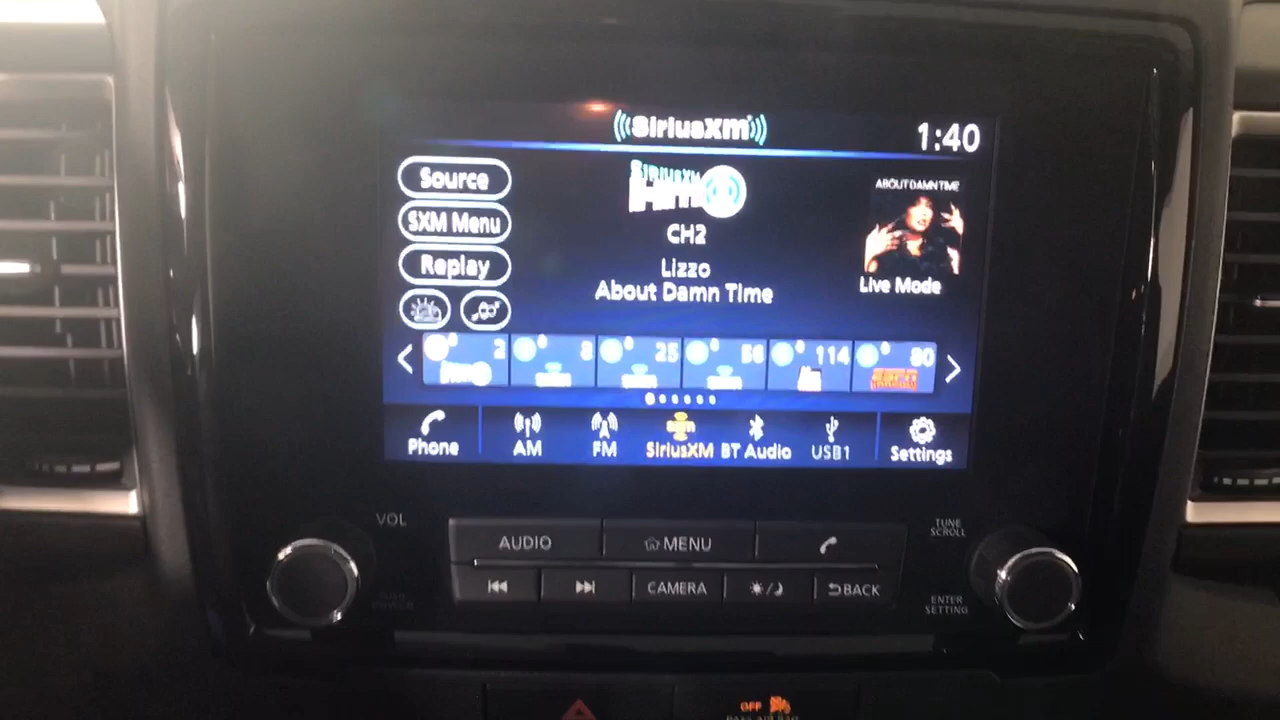 SiriusXM
1:40
Source
SXM Menu
Replay
SIRIUSXM
CH2
Lizzo
About Damn Time
ABOUT DAMN TIME
Live Mode
2
8
25
56
114
80
Phone
AM
FM
SiriusXM
BT Audio
USB1
Settings
VOL
AUDIO
MENU
TUNE
SCROLL
CAMERA
BACK
ENTER
SETTING
OFF